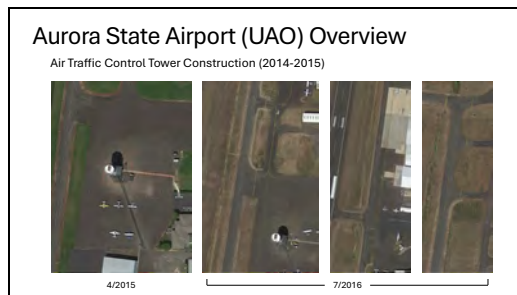 Aurora State Airport (UAO) Overview
Air Traffic Control Tower Construction (2014-2015)
4/2015
7/2016